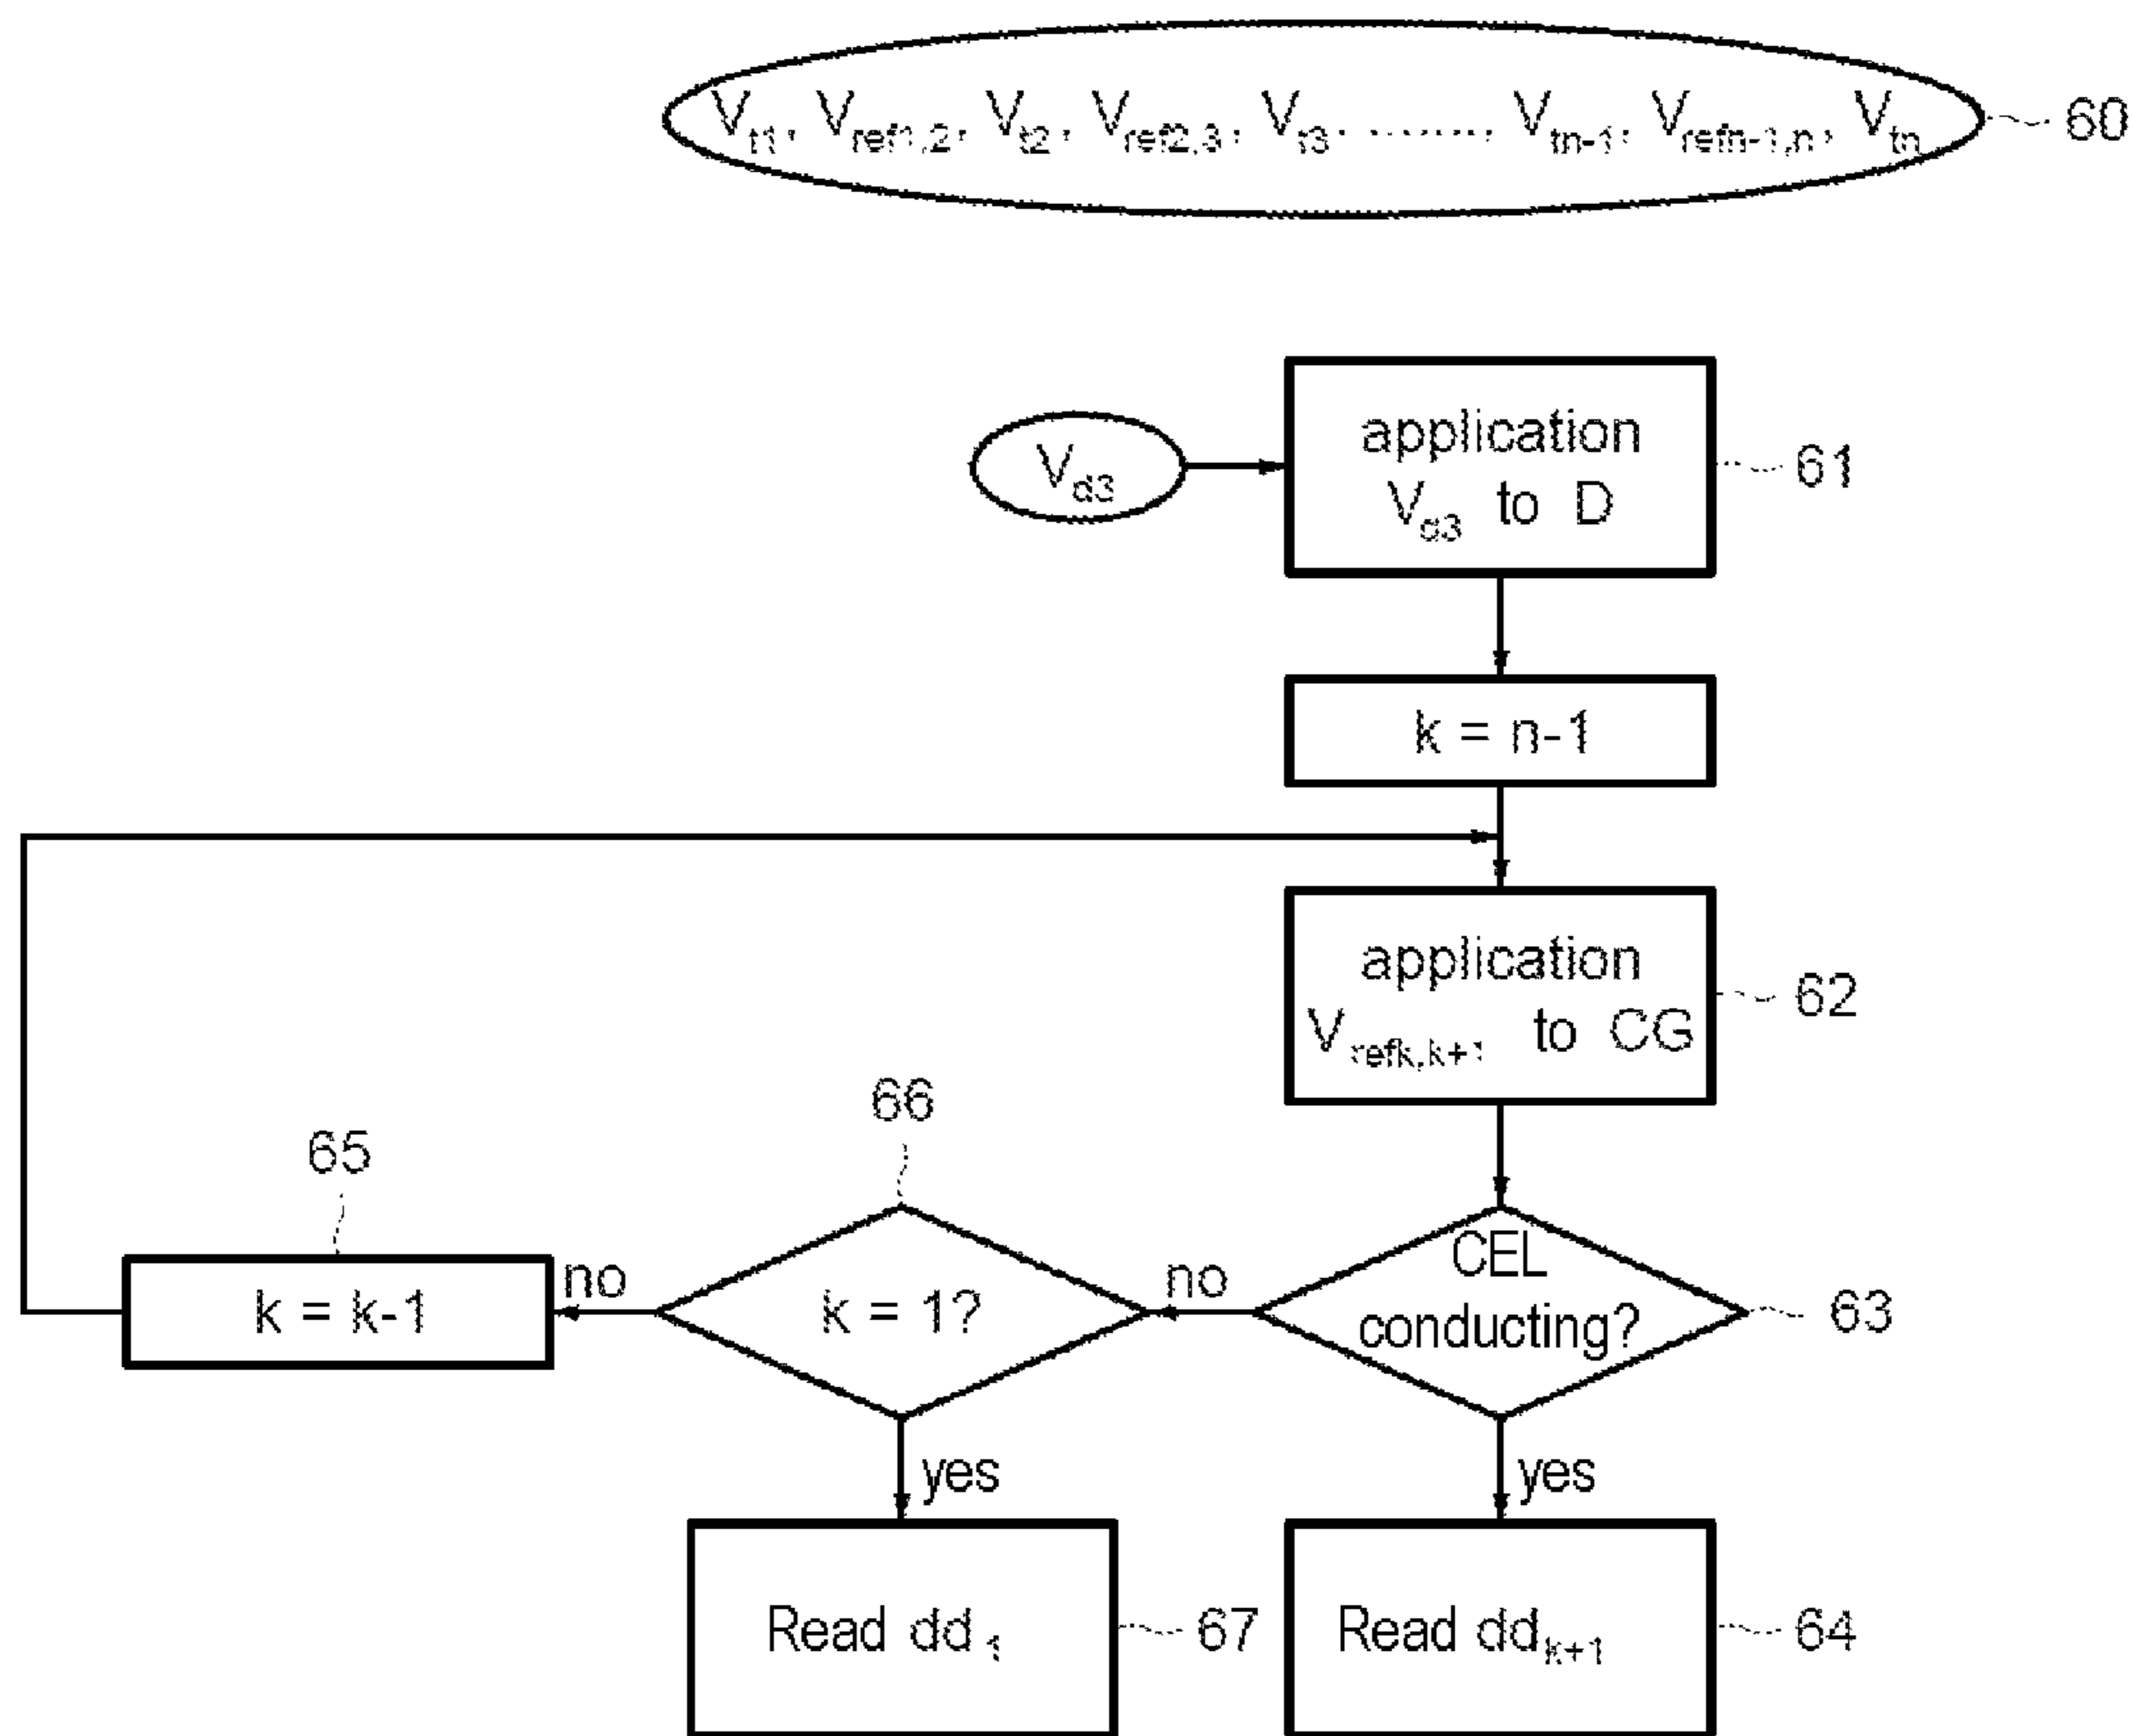 Vt1, Vref1,2, Vt2, Vref2,3, Vt3, ........, Vtn-1, Vrefn-1,n, Vtn
60
Vd3
application
Vd3 to D
61
k = n-1
application
Vrefk,k+1 to CG
62
66
65
CEL
conducting?
63
no
k = 1?
no
k = k-1
yes
yes
Read dd1
67
Read ddk+1
64